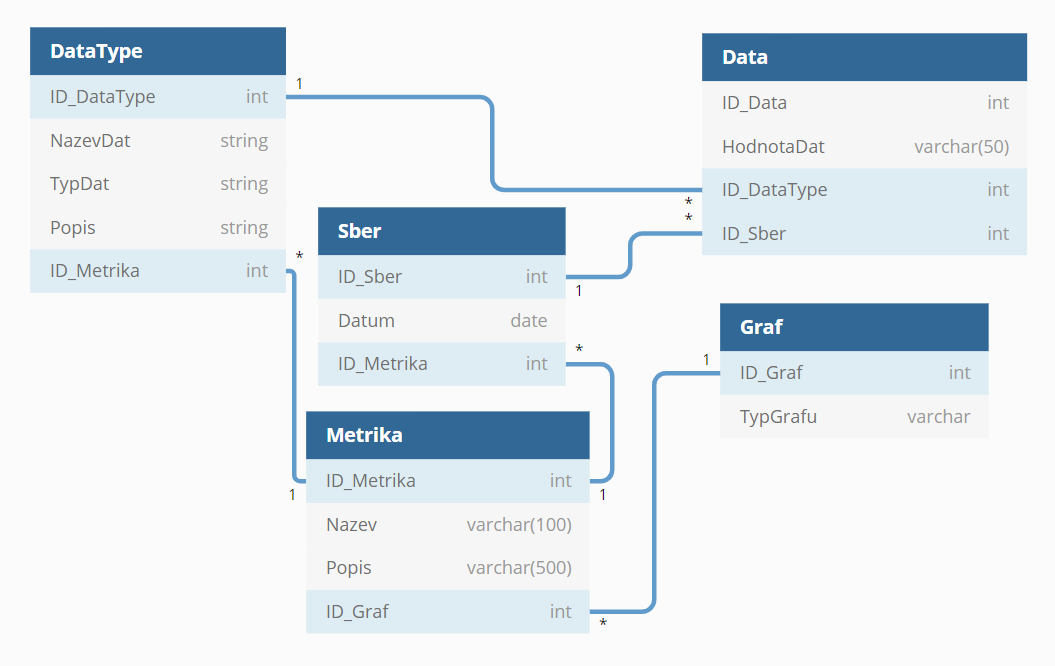 DataType
ID_DataType int
NazevDat string
TypDat string
Popis string
ID_Metrika int
1
*
Data
ID_Data int
HodnotaDat varchar(50)
ID_DataType int
ID_Sber int
*
*
Sber
ID_Sber int
Datum date
ID_Metrika int
1
*
Graf
ID_Graf int
TypGrafu varchar
1
Metrika
ID_Metrika int
Nazev varchar(100)
Popis varchar(500)
ID_Graf int
1
1
*